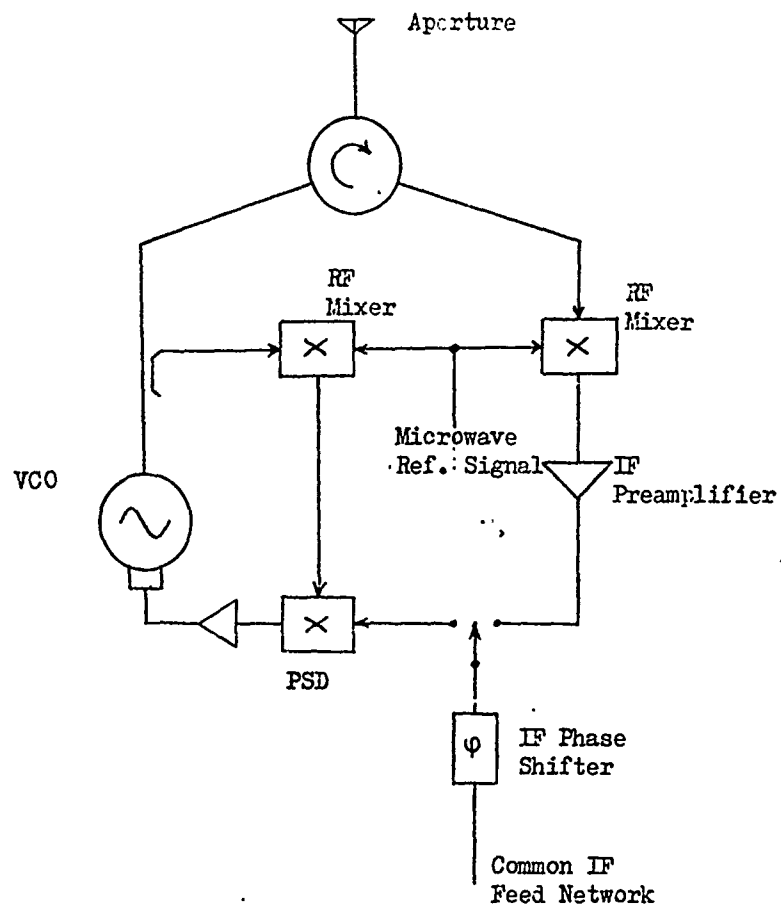 Aperture
RF
Mixer
RF
Mixer
Microwave
Ref. Signal
IF
Preamplifier
VCO
PSD
φ
IF Phase
Shifter
Common IF
Feed Network